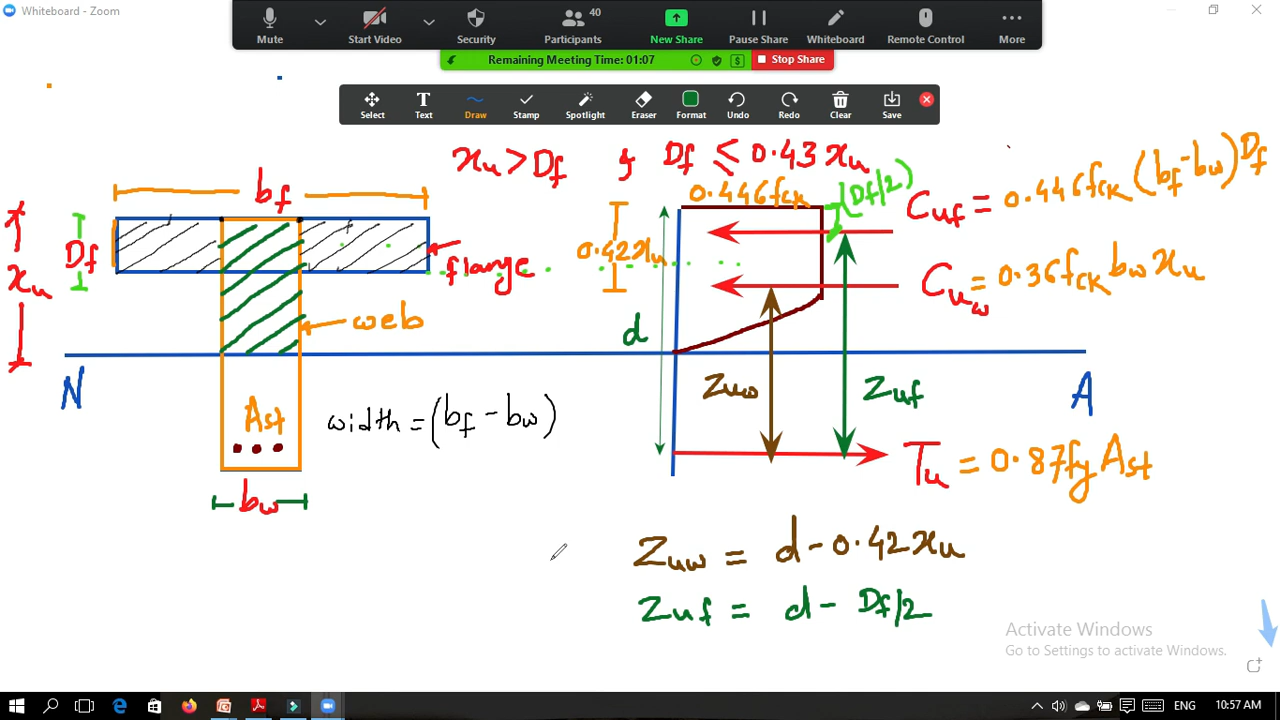 Whiteboard - Zoom
40
Mute
Start Video
Security
Participants
New Share
Pause Share
Whiteboard
Remote Control
More
Remaining Meeting Time: 01:07
Stop Share
Select
Text
Draw
Stamp
Spotlight
Eraser
Format
Undo
Redo
Clear
Save
xu > Df & Df ≤ 0.43 xu
bf
0.446fck
(Df/2)
Cuf = 0.446fck (bf-bw) Df
Df
xu
flange
0.42xu
Cuw = 0.36fck bw xu
web
d
N
A
Zuw
Zuf
Ast
width = (bf - bw)
Tu = 0.87fy Ast
bw
Zuw = d - 0.42xu
Zuf = d - Df/2
Activate Windows
Go to Settings to activate Windows.
ENG
10:57 AM